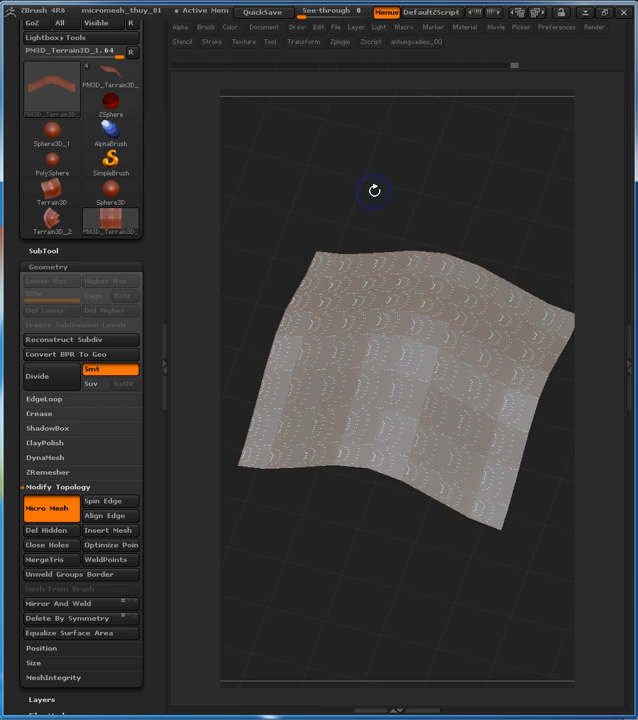 ZBrush 4R6 micromesh_thuy_01 • Active Mem See-through 0 Menus DefaultZScript
GoZ All Visible R
QuickSave
Alpha Brush Color Document Draw Edit File Layer Light Macro Marker Material Movie Picker Preferences Render
Stencil Stroke Texture Tool Transform Zplugin Zscript anhungxadieu_00
Lightbox▸Tools
PM3D_Terrain3D_1. 64 R
4
PM3D_Terrain3D_
PM3D_Terrain3D_
ZSphere
Sphere3D_1 AlphaBrush
PolySphere SimpleBrush
Terrain3D Sphere3D
Terrain3D_2 PM3D_Terrain3D_
SubTool
Geometry
Lower Res Higher Res
SDiv Cage Rstr
Del Lower Del Higher
Freeze SubDivision Levels
Reconstruct Subdiv
Convert BPR To Geo
Divide Smt
Suv ReUV
EdgeLoop
Crease
ShadowBox
ClayPolish
DynaMesh
ZRemesher
Modify Topology
Micro Mesh Spin Edge
Align Edge
Del Hidden Insert Mesh
Close Holes Optimize Poin
MergeTris WeldPoints
Unweld Groups Border
Mesh From Brush
Mirror And Weld
Delete By Symmetry
Equalize Surface Area
Position
Size
MeshIntegrity
Layers